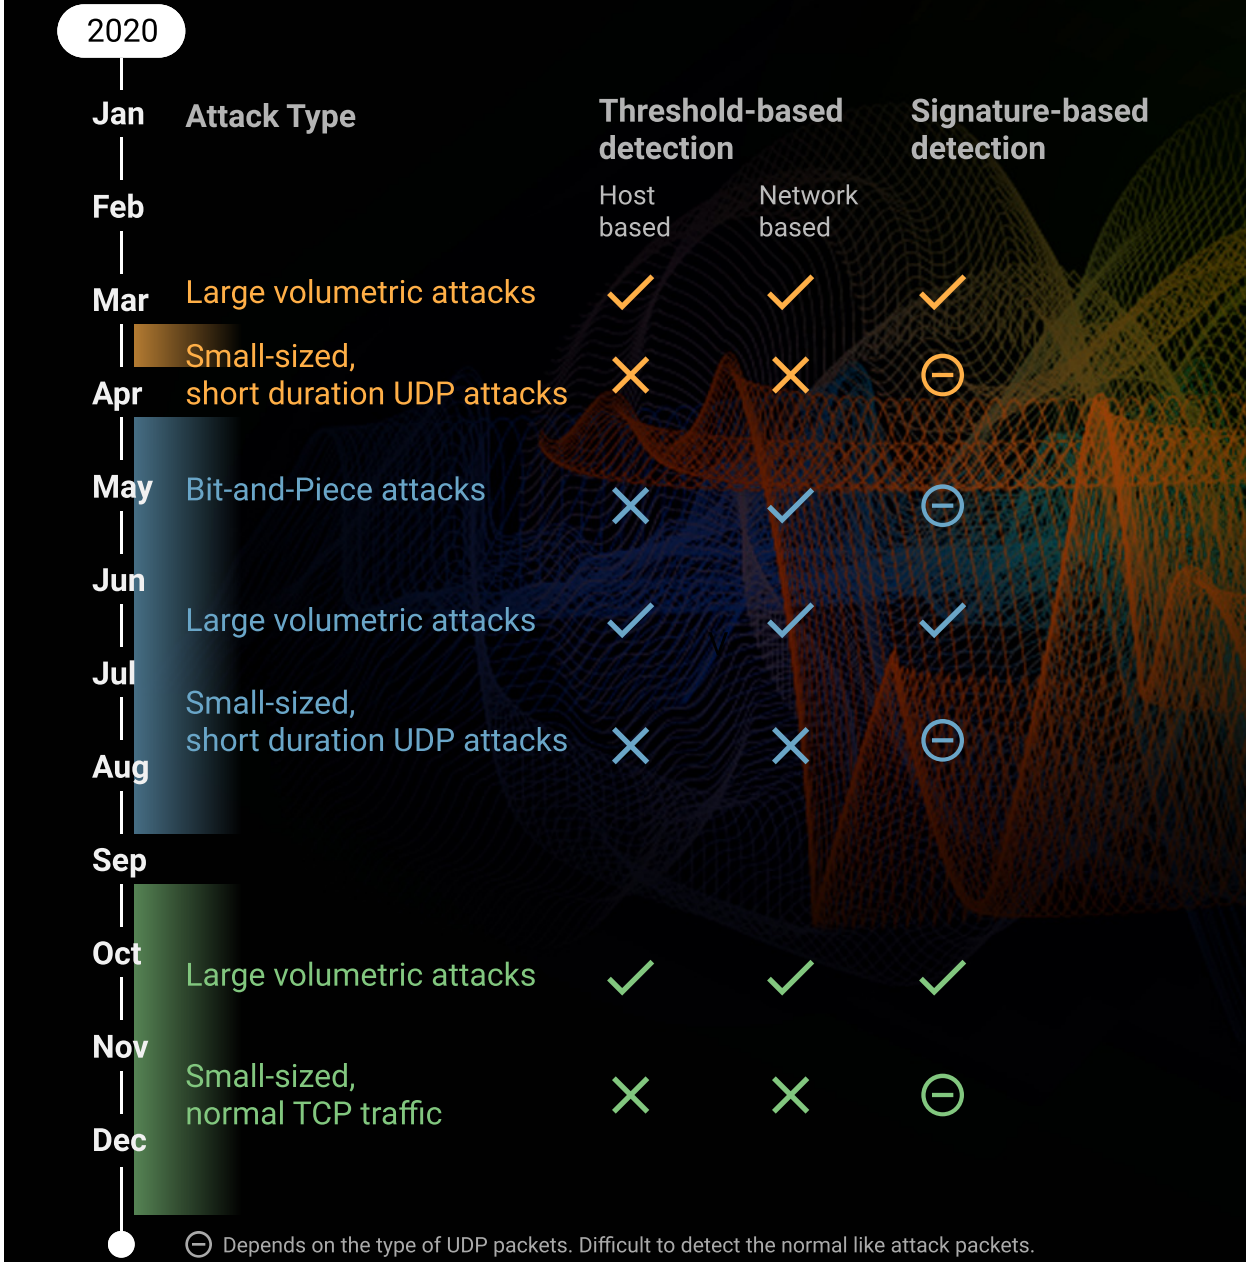 2020
Jan
Attack Type
Threshold-based
detection
Signature-based
detection
Host
based
Network
based
Feb
Mar
Large volumetric attacks
Small-sized,
short duration UDP attacks
Apr
May
Bit-and-Piece attacks
Jun
Large volumetric attacks
Jul
Small-sized,
short duration UDP attacks
Aug
Sep
Oct
Large volumetric attacks
Nov
Small-sized,
normal TCP traffic
Dec
Depends on the type of UDP packets. Difficult to detect the normal like attack packets.